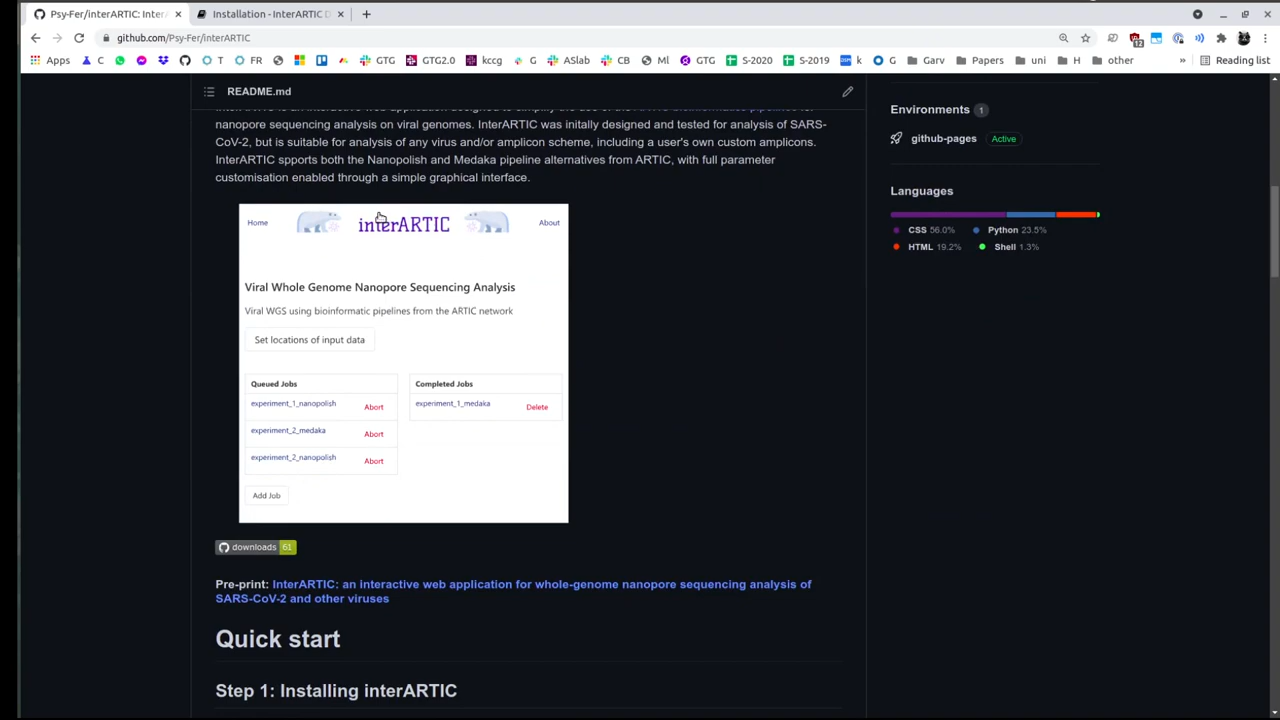 Psy-Fer/interARTIC: InterA
Installation - InterARTIC D
github.com/Psy-Fer/interARTIC
12
Apps
C
T
FR
GTG
GTG2.0
kccg
G
Aslab
CB
Ml
GTG
S-2020
S-2019
k
G
Garv
Papers
uni
H
other
Reading list
README.md
nanopore sequencing analysis on viral genomes. InterARTIC was initally designed and tested for analysis of SARS-
CoV-2, but is suitable for analysis of any virus and/or amplicon scheme, including a user's own custom amplicons.
InterARTIC spports both the Nanopolish and Medaka pipeline alternatives from ARTIC, with full parameter
customisation enabled through a simple graphical interface.
Home
interARTIC
About
Viral Whole Genome Nanopore Sequencing Analysis
Viral WGS using bioinformatic pipelines from the ARTIC network
Set locations of input data
Queued Jobs
experiment_1_nanopolish Abort
experiment_2_medaka Abort
experiment_2_nanopolish Abort
Completed Jobs
experiment_1_medaka Delete
Add Job
downloads 61
Pre-print: InterARTIC: an interactive web application for whole-genome nanopore sequencing analysis of
SARS-CoV-2 and other viruses
Quick start
Step 1: Installing interARTIC
Environments 1
github-pages Active
Languages
CSS 56.0% Python 23.5%
HTML 19.2% Shell 1.3%